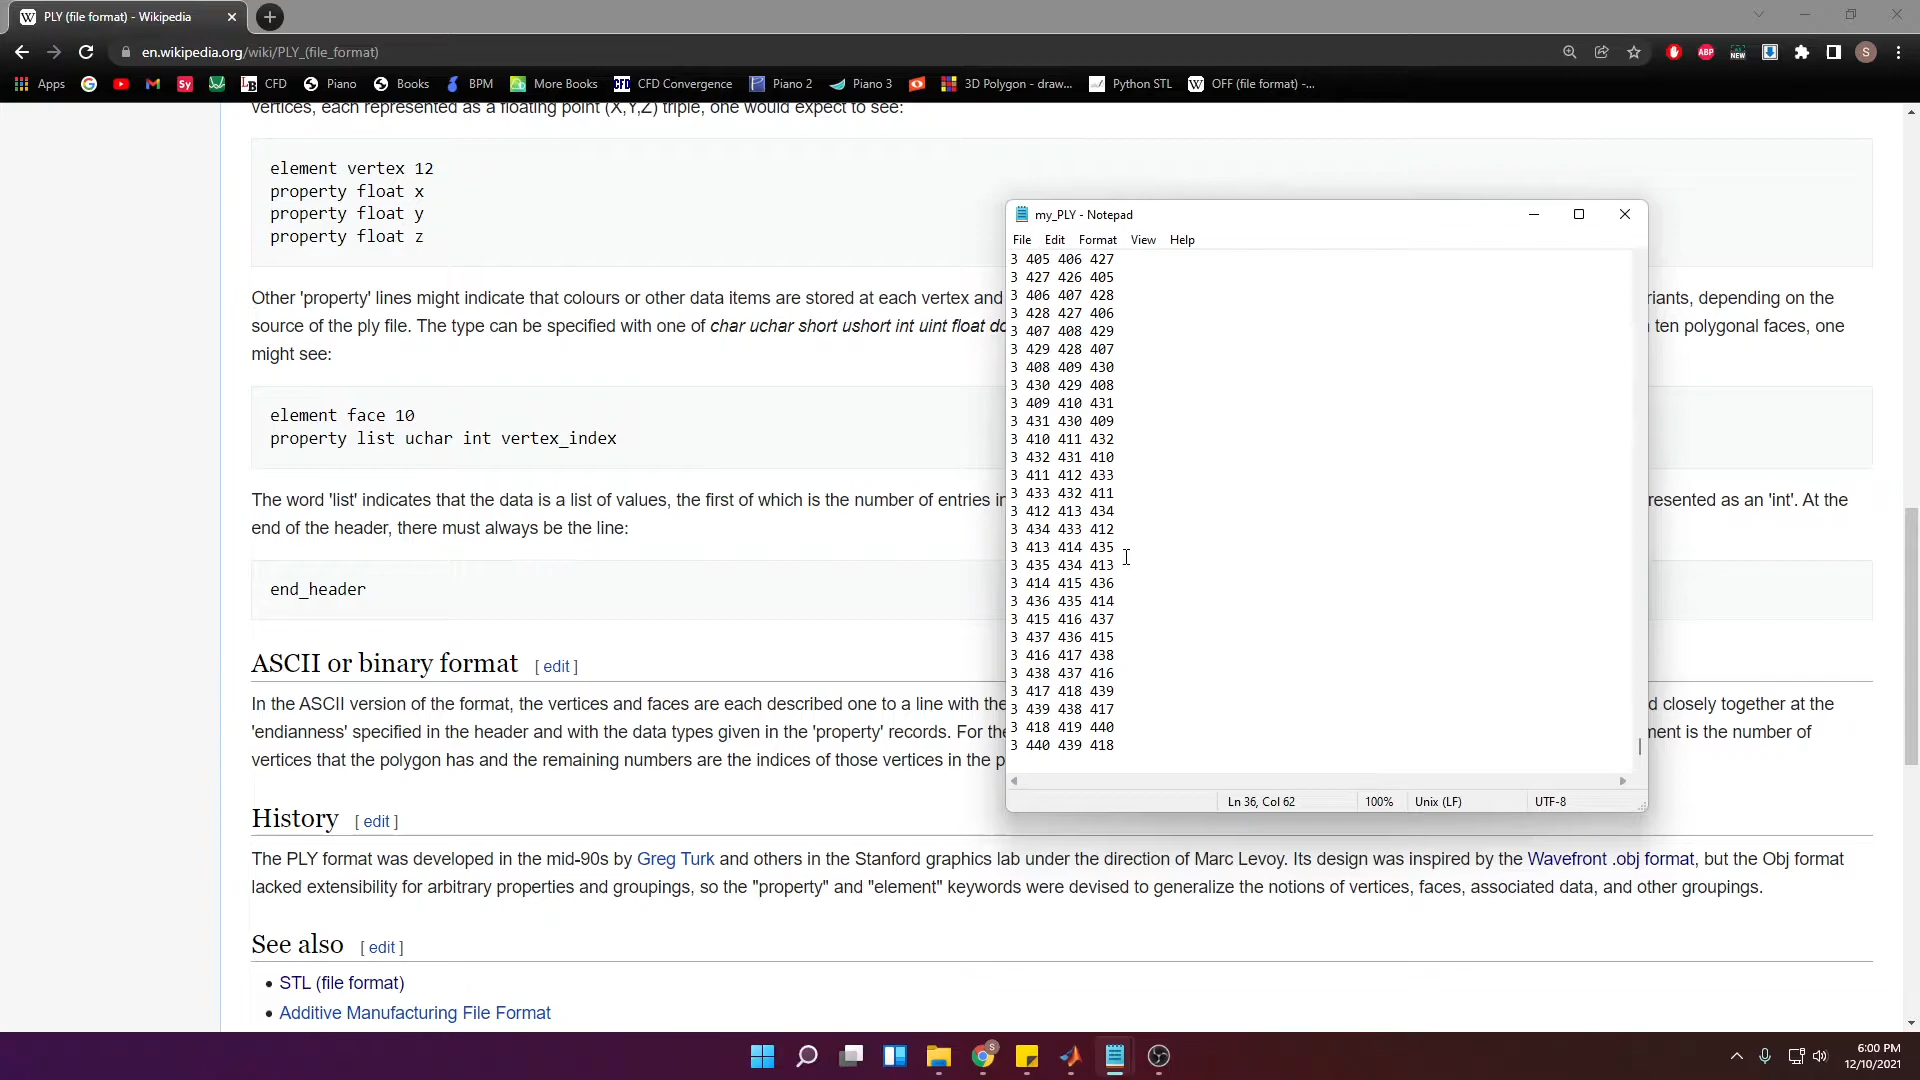 PLY (file format) - Wikipedia
en.wikipedia.org/wiki/PLY_(file_format)
S
Apps
CFD
Piano
Books
BPM
More Books
CFD Convergence
Piano 2
Piano 3
3D Polygon - draw...
Python STL
OFF (file format) -...
vertices, each represented as a floating point (X,Y,Z) triple, one would expect to see:
element vertex 12
property float x
property float y
property float z
Other 'property' lines might indicate that colours or other data items are stored at each vertex and
riants, depending on the
source of the ply file. The type can be specified with one of char uchar short ushort int uint float do
ten polygonal faces, one
might see:
element face 10
property list uchar int vertex_index
The word 'list' indicates that the data is a list of values, the first of which is the number of entries in
resented as an 'int'. At the
end of the header, there must always be the line:
end_header
ASCII or binary format [ edit ]
In the ASCII version of the format, the vertices and faces are each described one to a line with the
d closely together at the
'endianness' specified in the header and with the data types given in the 'property' records. For the
ment is the number of
vertices that the polygon has and the remaining numbers are the indices of those vertices in the p
History [ edit ]
The PLY format was developed in the mid-90s by Greg Turk and others in the Stanford graphics lab under the direction of Marc Levoy. Its design was inspired by the Wavefront .obj format, but the Obj format
lacked extensibility for arbitrary properties and groupings, so the "property" and "element" keywords were devised to generalize the notions of vertices, faces, associated data, and other groupings.
See also [ edit ]
• STL (file format)
• Additive Manufacturing File Format
my_PLY - Notepad
File Edit Format View Help
3 405 406 427
3 427 426 405
3 406 407 428
3 428 427 406
3 407 408 429
3 429 428 407
3 408 409 430
3 430 429 408
3 409 410 431
3 431 430 409
3 410 411 432
3 432 431 410
3 411 412 433
3 433 432 411
3 412 413 434
3 434 433 412
3 413 414 435
3 435 434 413
3 414 415 436
3 436 435 414
3 415 416 437
3 437 436 415
3 416 417 438
3 438 437 416
3 417 418 439
3 439 438 417
3 418 419 440
3 440 439 418
Ln 36, Col 62
100%
Unix (LF)
UTF-8
6:00 PM
12/10/2021